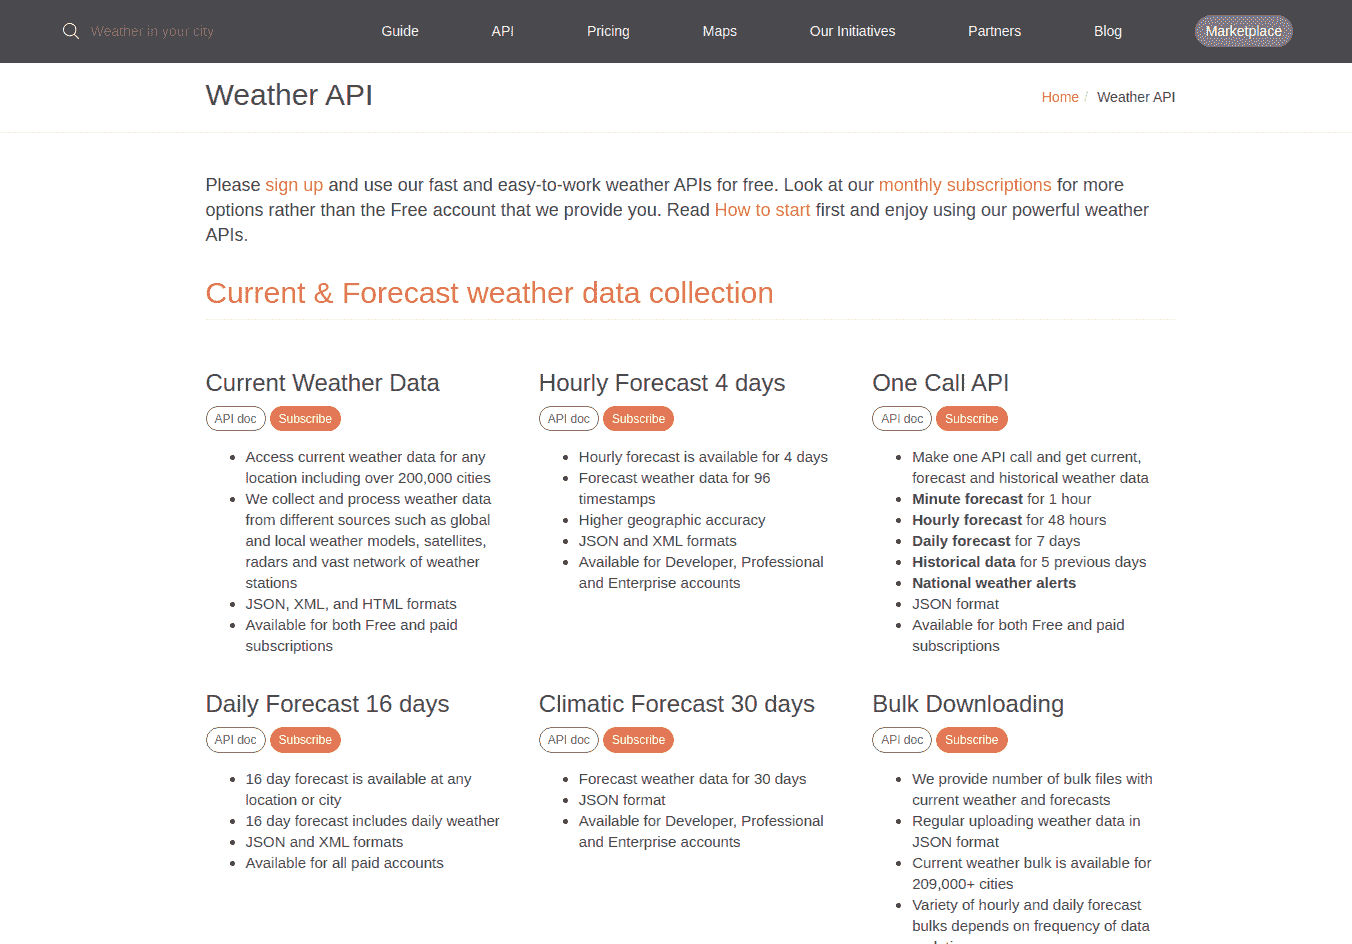 Weather in your city
Guide
API
Pricing
Maps
Our Initiatives
Partners
Blog
Marketplace
Weather API
Home / Weather API
Please sign up and use our fast and easy-to-work weather APIs for free. Look at our monthly subscriptions for more
options rather than the Free account that we provide you. Read How to start first and enjoy using our powerful weather
APIs.
Current & Forecast weather data collection
Current Weather Data
API doc Subscribe
• Access current weather data for any
location including over 200,000 cities
• We collect and process weather data
from different sources such as global
and local weather models, satellites,
radars and vast network of weather
stations
• JSON, XML, and HTML formats
• Available for both Free and paid
subscriptions
Hourly Forecast 4 days
API doc Subscribe
• Hourly forecast is available for 4 days
• Forecast weather data for 96
timestamps
• Higher geographic accuracy
• JSON and XML formats
• Available for Developer, Professional
and Enterprise accounts
One Call API
API doc Subscribe
• Make one API call and get current,
forecast and historical weather data
• Minute forecast for 1 hour
• Hourly forecast for 48 hours
• Daily forecast for 7 days
• Historical data for 5 previous days
• National weather alerts
• JSON format
• Available for both Free and paid
subscriptions
Daily Forecast 16 days
API doc Subscribe
• 16 day forecast is available at any
location or city
• 16 day forecast includes daily weather
• JSON and XML formats
• Available for all paid accounts
Climatic Forecast 30 days
API doc Subscribe
• Forecast weather data for 30 days
• JSON format
• Available for Developer, Professional
and Enterprise accounts
Bulk Downloading
API doc Subscribe
• We provide number of bulk files with
current weather and forecasts
• Regular uploading weather data in
JSON format
• Current weather bulk is available for
209,000+ cities
• Variety of hourly and daily forecast
bulks depends on frequency of data